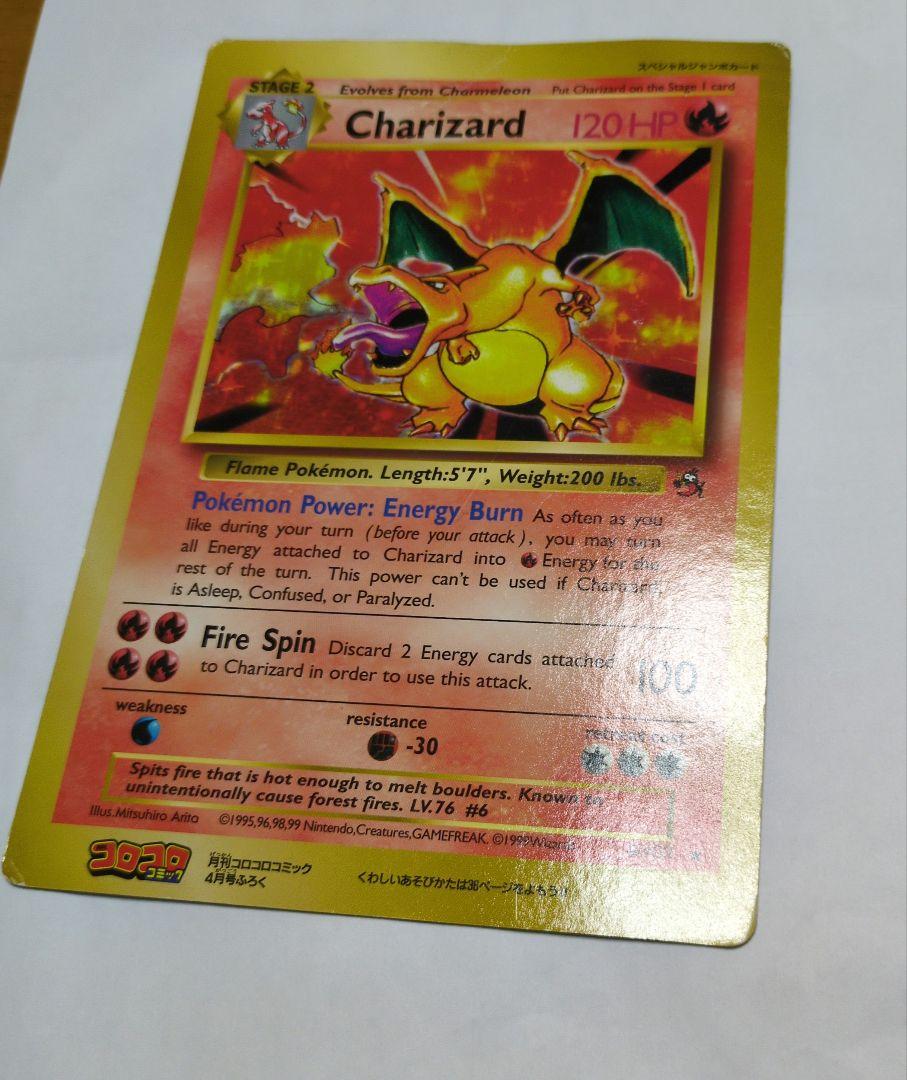 スペシャルジャンボカード
STAGE 2 Evolves from Charmeleon Put Charizard on the Stage 1 card
Charizard 120 HP
Flame Pokémon. Length:5'7", Weight:200 lbs.
Pokémon Power: Energy Burn As often as you
like during your turn (before your attack), you may turn
all Energy attached to Charizard into Energy for the
rest of the turn. This power can't be used if Charizard
is Asleep, Confused, or Paralyzed.
Fire Spin Discard 2 Energy cards attached
to Charizard in order to use this attack.
100
weakness
resistance
-30
retreat cost
Spits fire that is hot enough to melt boulders. Known to
unintentionally cause forest fires. LV.76 #6
Illus.Mitsuhiro Arita ©1995,96,98,99 Nintendo,Creatures,GAMEFREAK. ©1999Wizards
コロコロ
コミック
月刊コロコロコミック
4月号ふろく
くわしいあそびかたは36ページをよもう!!